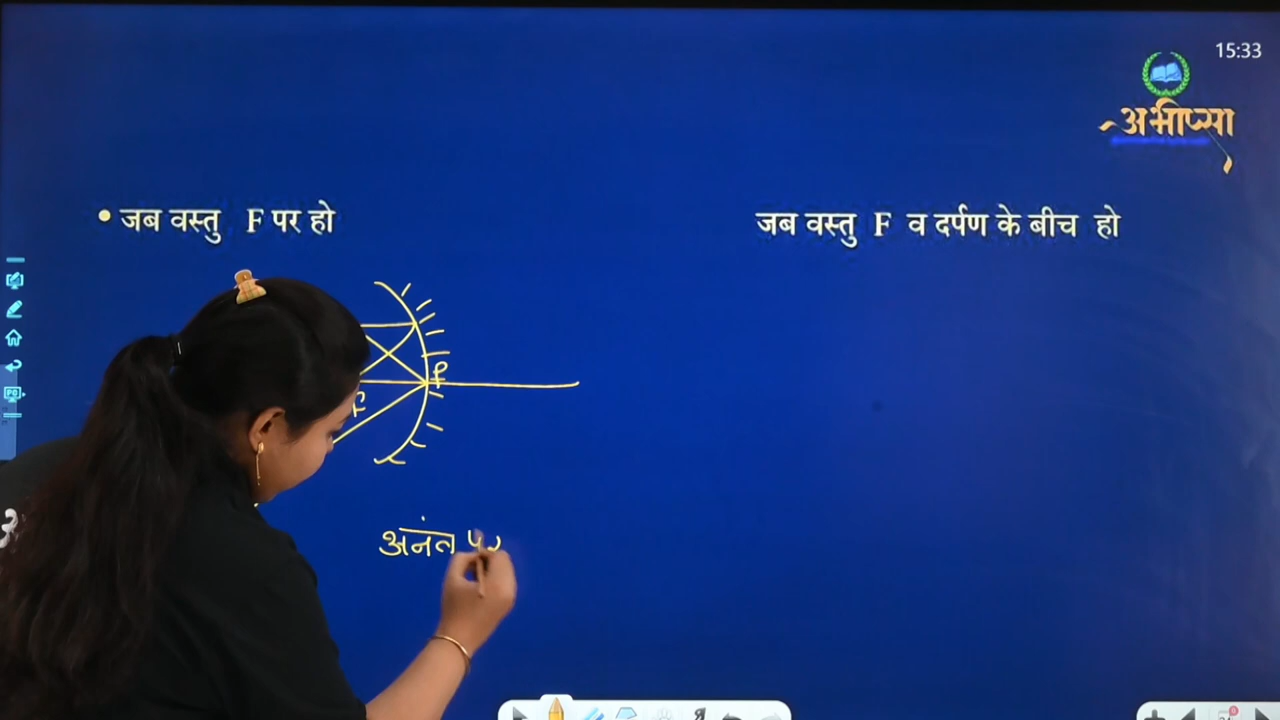 15:33
अभीप्सा
• जब वस्तु F पर हो
जब वस्तु F व दर्पण के बीच हो
P
F
अनंत पर